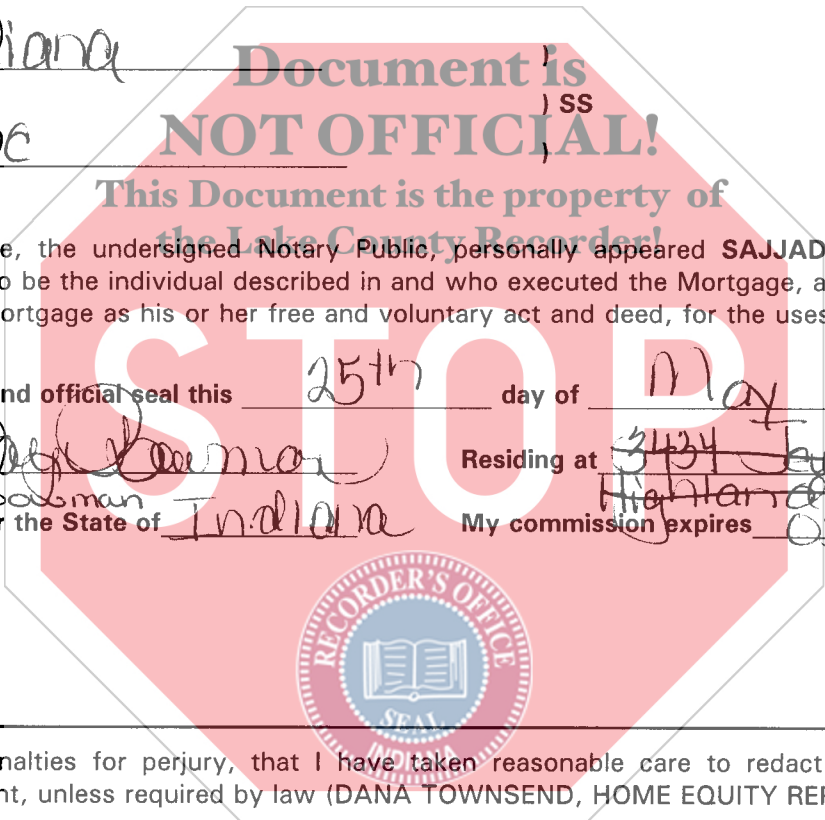 iana )
Document is
) SS
NOT OFFICIAL!
)
This Document is the property of
the Lake County Recorder!
e, the undersigned Notary Public, personally appeared SAJJAD
o be the individual described in and who executed the Mortgage, a
ortgage as his or her free and voluntary act and deed, for the uses
STOP
nd official seal this 25th day of May
Residing at 3434
Highland
r the State of Indiana My commission expires
RECORDER'S OFFICE
SEAL
INDIANA
nalties for perjury, that I have taken reasonable care to redact
nt, unless required by law (DANA TOWNSEND, HOME EQUITY REP